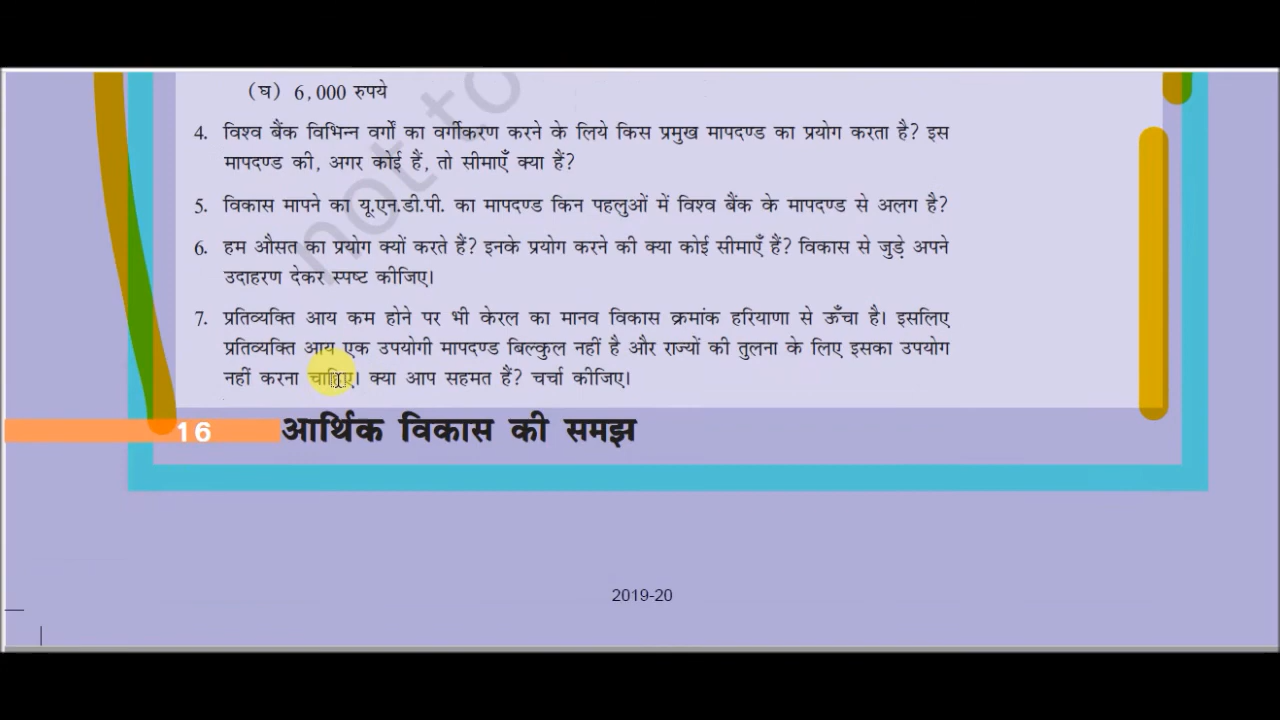 (घ) 6,000 रुपये
4. विश्व बैंक विभिन्न वर्गों का वर्गीकरण करने के लिये किस प्रमुख मापदण्ड का प्रयोग करता है? इस
मापदण्ड की, अगर कोई हैं, तो सीमाएँ क्या हैं?
5. विकास मापने का यू.एन.डी.पी. का मापदण्ड किन पहलुओं में विश्व बैंक के मापदण्ड से अलग है?
6. हम औसत का प्रयोग क्यों करते हैं? इनके प्रयोग करने की क्या कोई सीमाएँ हैं? विकास से जुड़े अपने
उदाहरण देकर स्पष्ट कीजिए।
7. प्रतिव्यक्ति आय कम होने पर भी केरल का मानव विकास क्रमांक हरियाणा से ऊँचा है। इसलिए
प्रतिव्यक्ति आय एक उपयोगी मापदण्ड बिल्कुल नहीं है और राज्यों की तुलना के लिए इसका उपयोग
नहीं करना चाहिए। क्या आप सहमत हैं? चर्चा कीजिए।
not to
16 आर्थिक विकास की समझ
2019-20